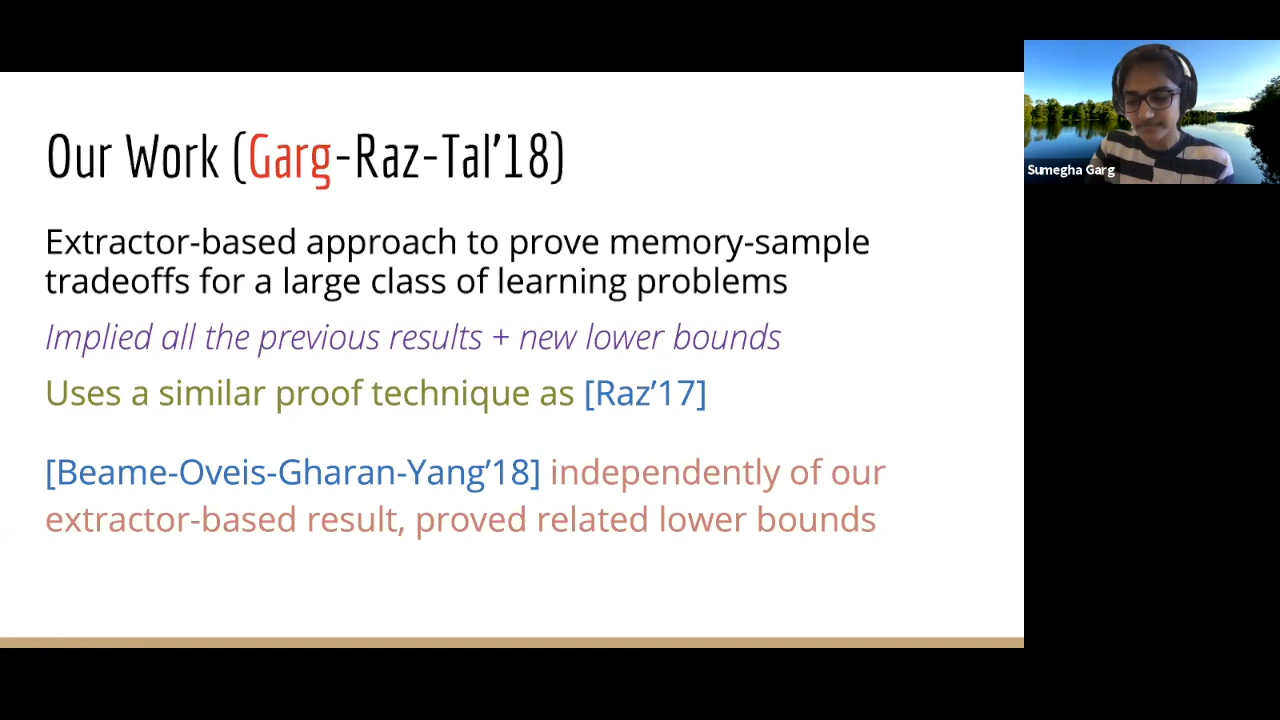 Our Work (Garg-Raz-Tal’18)
Extractor-based approach to prove memory-sample
tradeoffs for a large class of learning problems
Implied all the previous results + new lower bounds
Uses a similar proof technique as [Raz’17]
[Beame-Oveis-Gharan-Yang’18] independently of our
extractor-based result, proved related lower bounds
Sumegha Garg